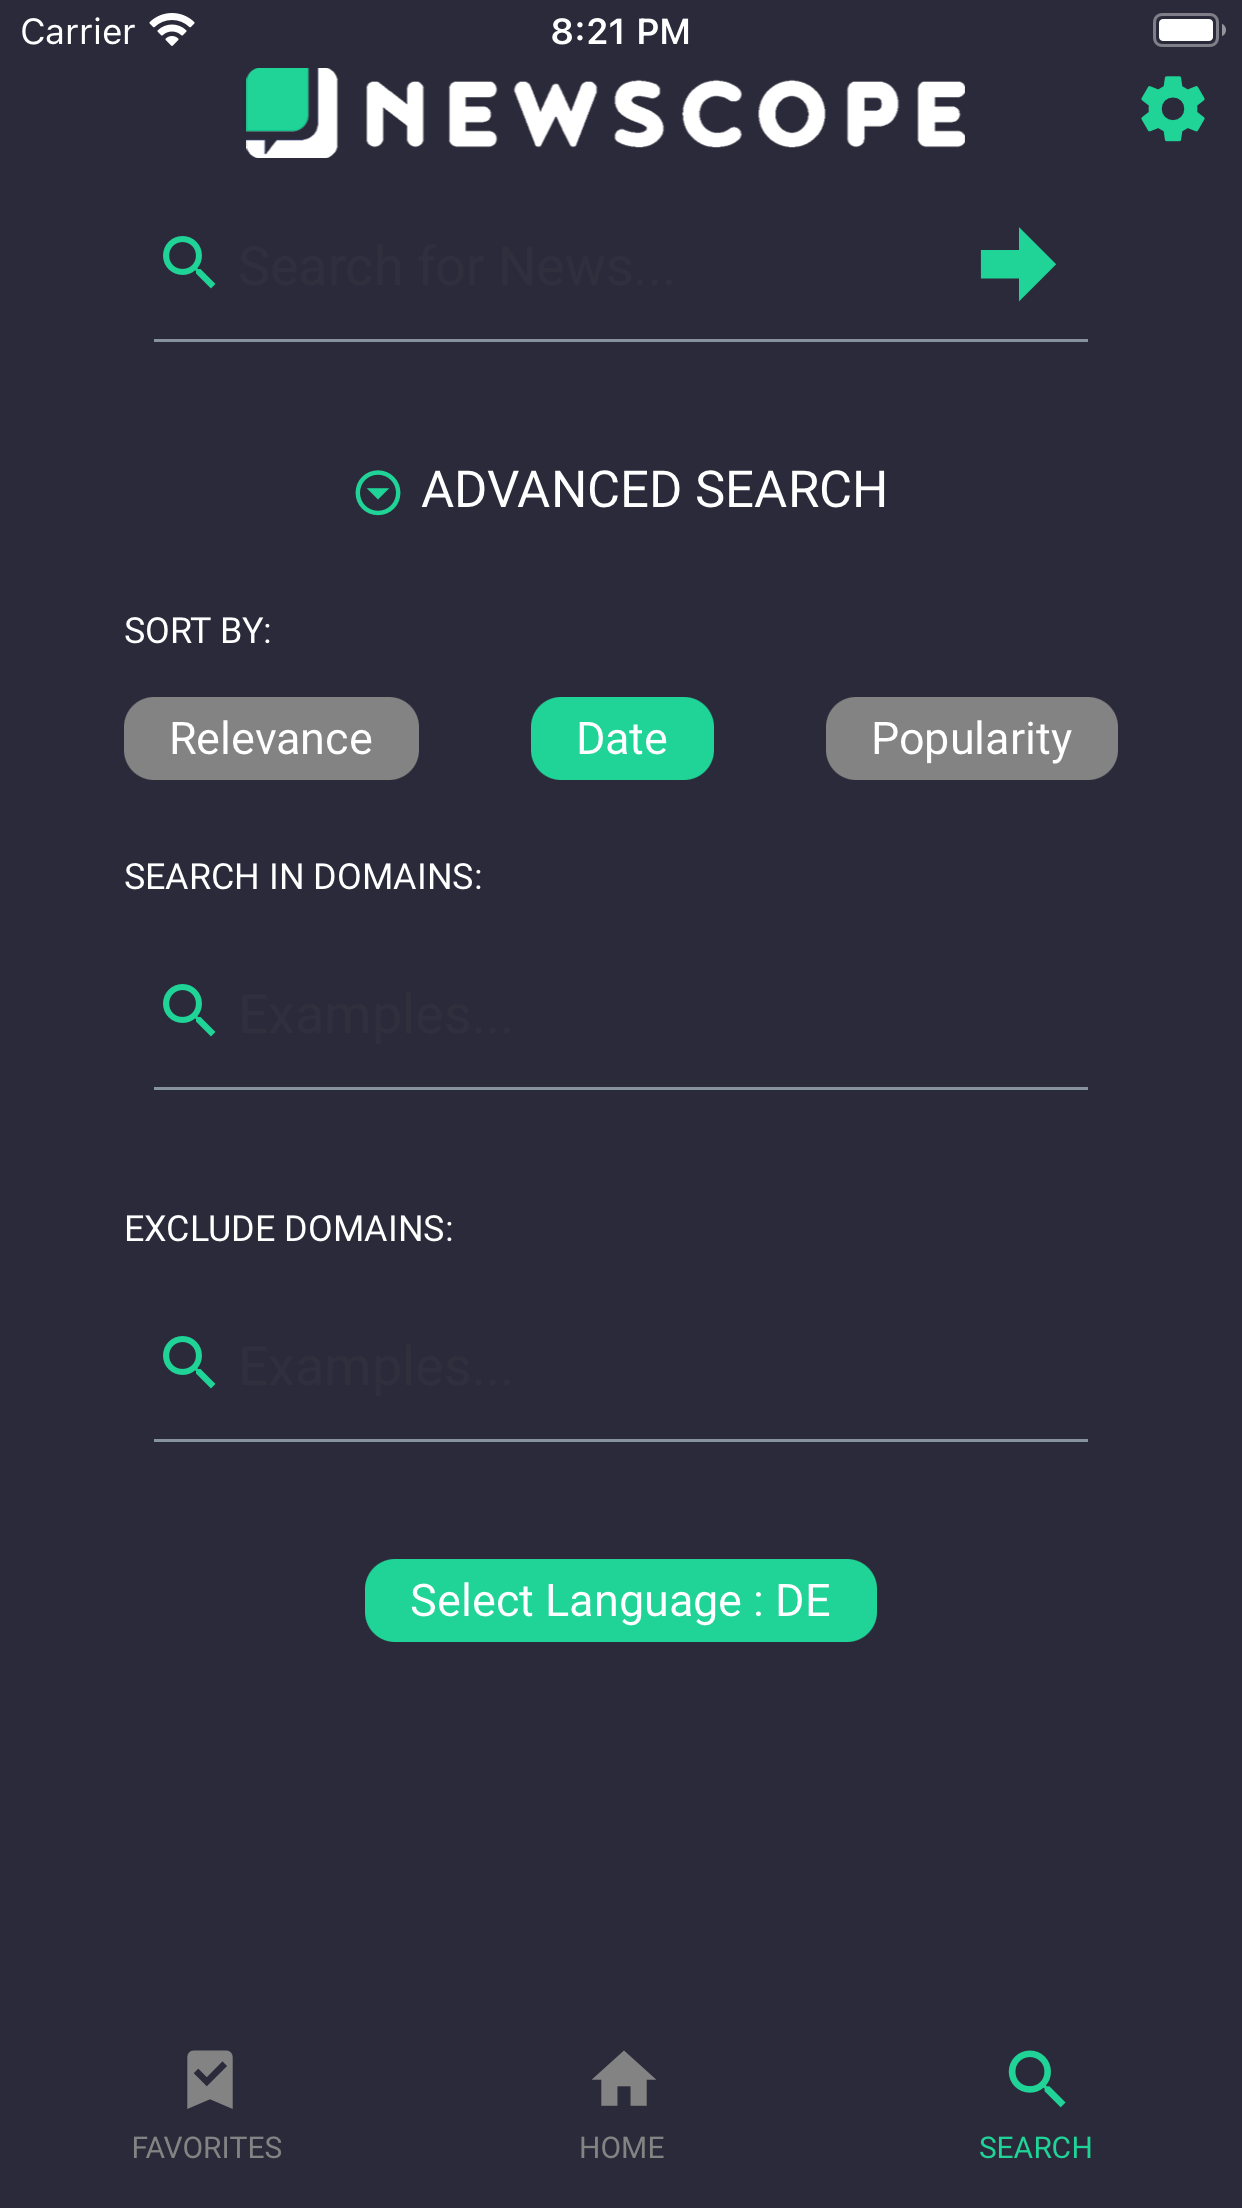 Carrier 8:21 PM
NEWSCOPE
Search for News...
ADVANCED SEARCH
SORT BY:
Relevance Date Popularity
SEARCH IN DOMAINS:
Examples...
EXCLUDE DOMAINS:
Examples...
Select Language : DE
FAVORITES HOME SEARCH